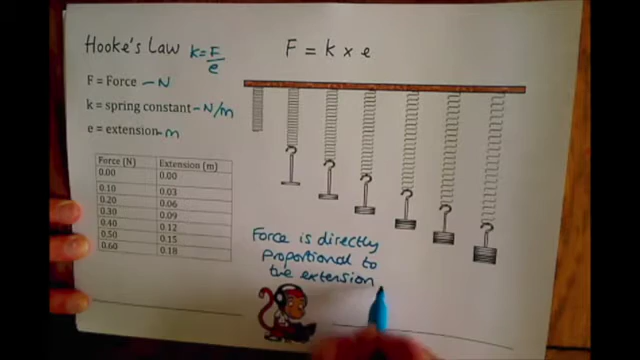 Hooke's Law k = F/e
F = k × e
F = Force – N
k = spring constant – N/m
e = extension – m
Force (N) Extension (m)
0.00 0.00
0.10 0.03
0.20 0.06
0.30 0.09
0.40 0.12
0.50 0.15
0.60 0.18
Force is directly
proportional to
the extension